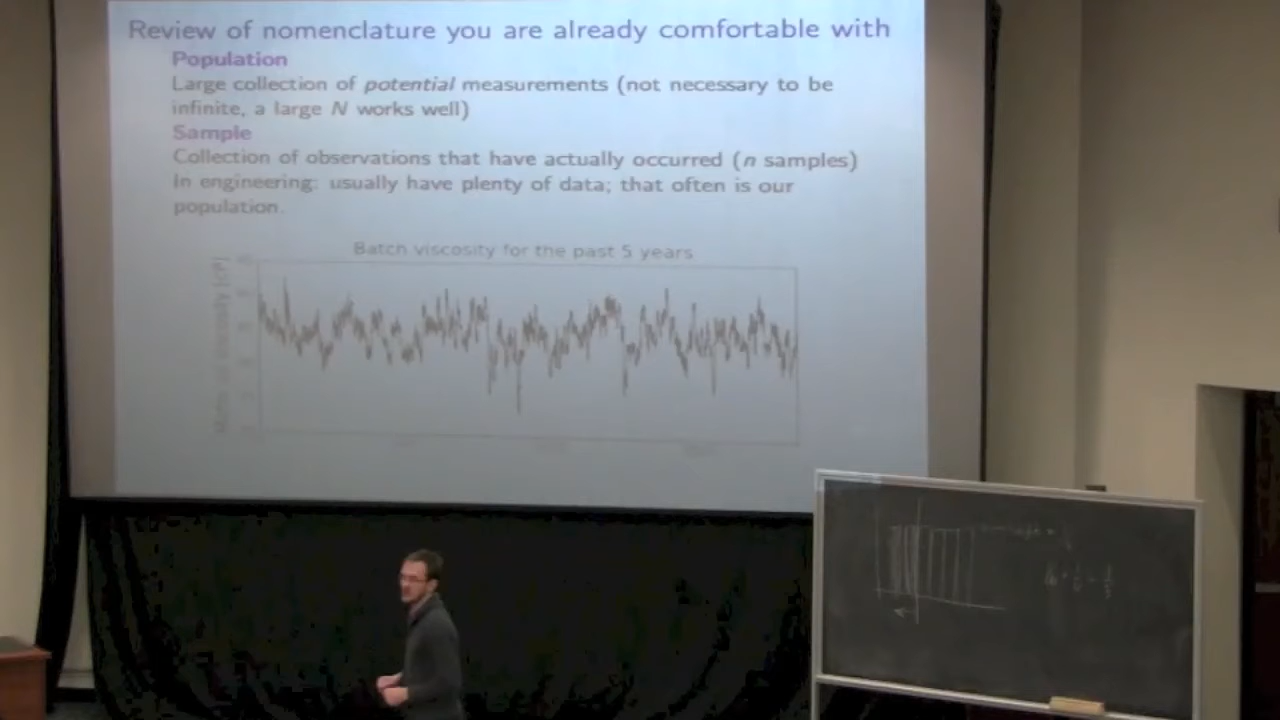 Review of nomenclature you are already comfortable with
Population
Large collection of potential measurements (not necessary to be
infinite, a large N works well)
Sample
Collection of observations that have actually occurred (n samples)
In engineering: usually have plenty of data; that often is our
population.
Batch viscosity for the past 5 years